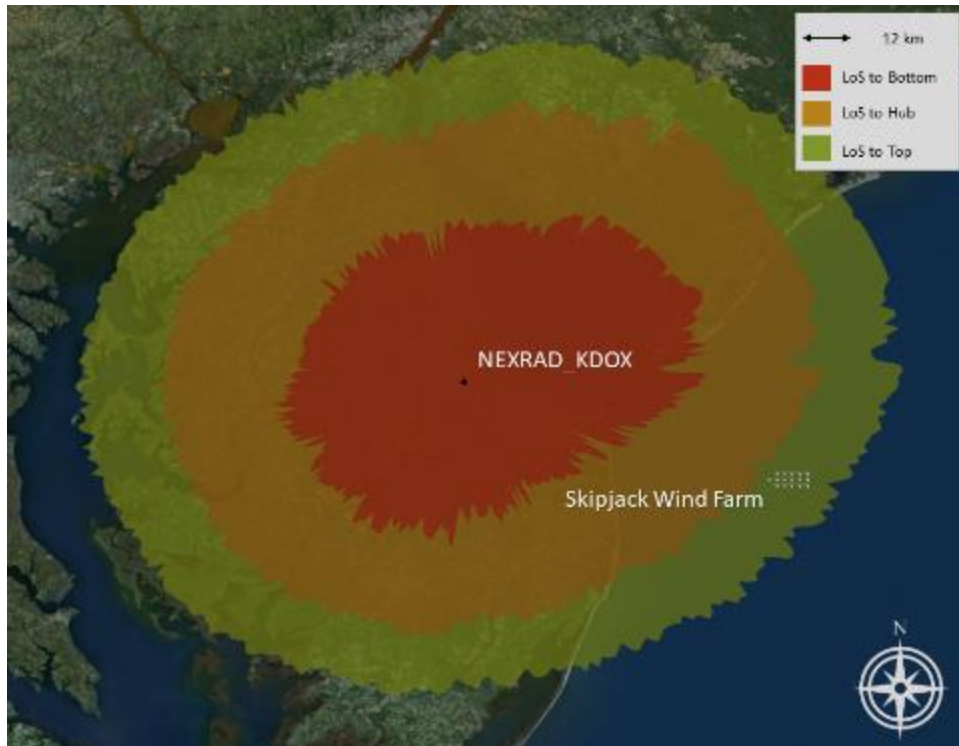 12 km
LoS to Bottom
LoS to Hub
LoS to Top
NEXRAD_KDOX
Skipjack Wind Farm
N